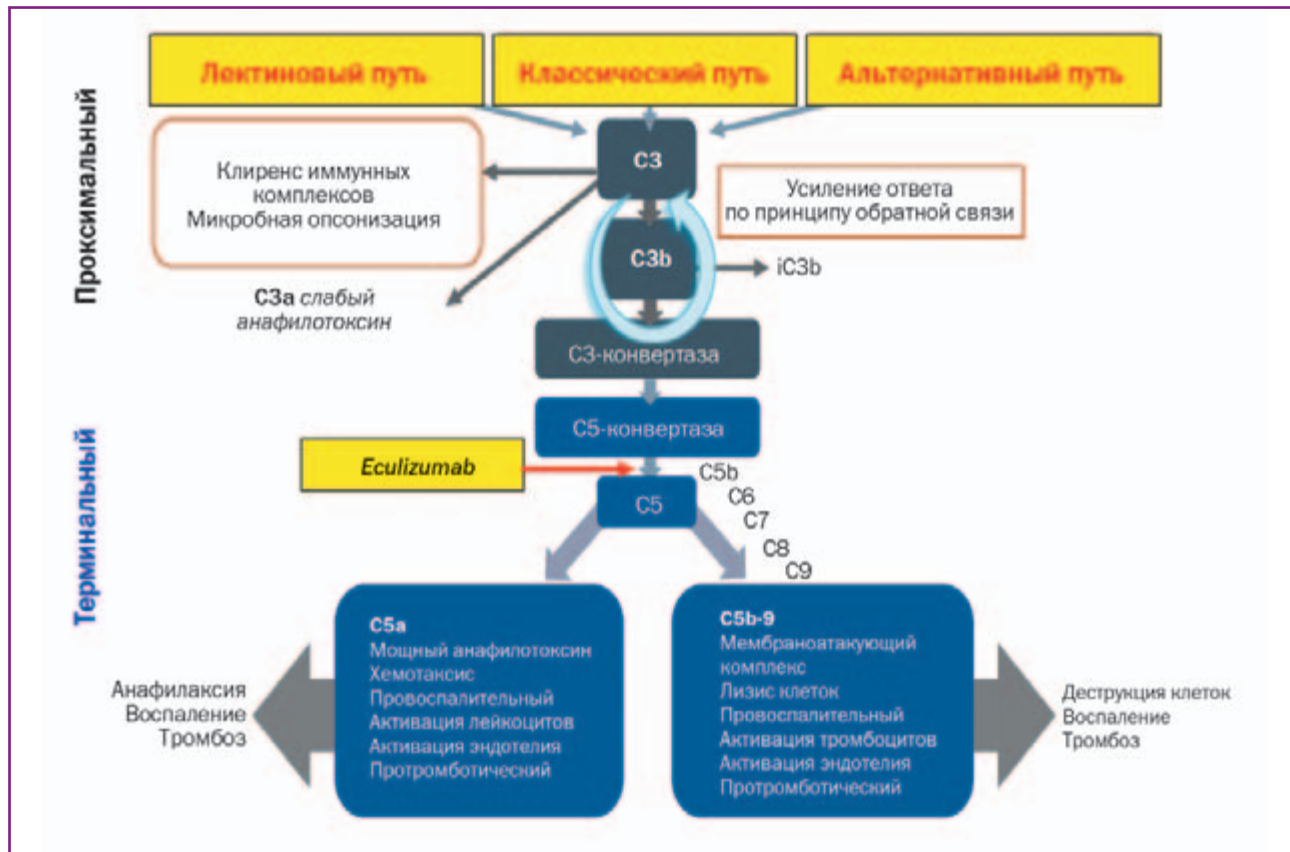 Лектиновый путь
Классический путь
Альтернативный путь
Проксимальный
C3
Клиренс иммунных
комплексов
Микробная опсонизация
Усиление ответа
по принципу обратной связи
C3b
iC3b
C3a слабый
анафилотоксин
C3-конвертаза
Терминальный
C5-конвертаза
Eculizumab
C5
C5b
C6
C7
C8
C9
C5a
Мощный анафилотоксин
Хемотаксис
Провоспалительный
Активация лейкоцитов
Активация эндотелия
Протромботический
C5b-9
Мембраноатакующий
комплекс
Лизис клеток
Провоспалительный
Активация тромбоцитов
Активация эндотелия
Протромботический
Анафилаксия
Воспаление
Тромбоз
Деструкция клеток
Воспаление
Тромбоз